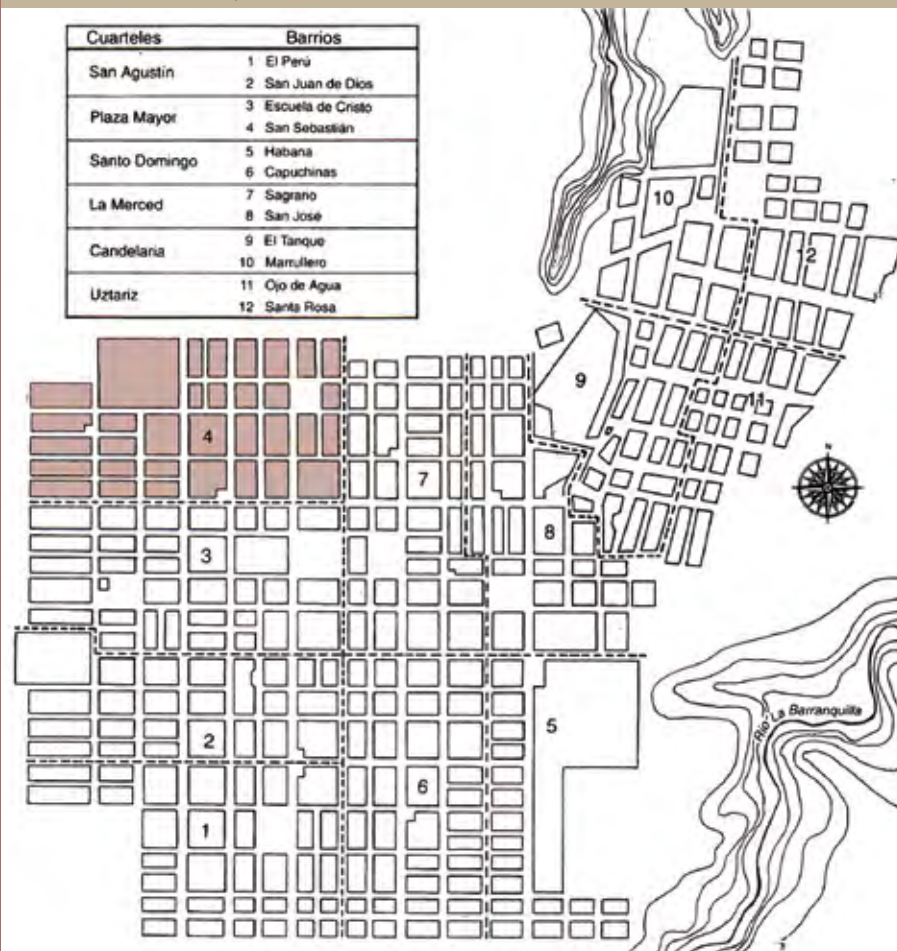 Cuarteles Barrios
San Agustín
1 El Perú
2 San Juan de Dios
Plaza Mayor
3 Escuela de Cristo
4 San Sebastián
Santo Domingo
5 Habana
6 Capuchinas
La Merced
7 Sagrano
8 San José
Candelaria
9 El Tanque
10 Marrullero
Uztariz
11 Ojo de Agua
12 Santa Rosa
10
12
9
11
4
7
N
8
3
5
Río La Barranquilla
2
6
1